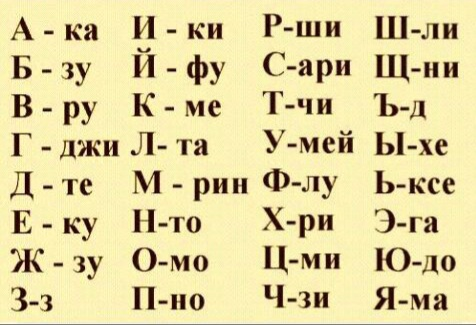 А - ка И - ки Р-ши Ш-ли
Б - зу Й - фу С-ари Щ-ни
В - ру К - ме Т-чи Ъ-д
Г - джи Л- та У-мей Ы-хе
Д - те М - рин Ф-лу Ь-ксе
Е - ку Н-то Х-ри Э-га
Ж - зу О-мо Ц-ми Ю-до
З-з П-но Ч-зи Я-ма